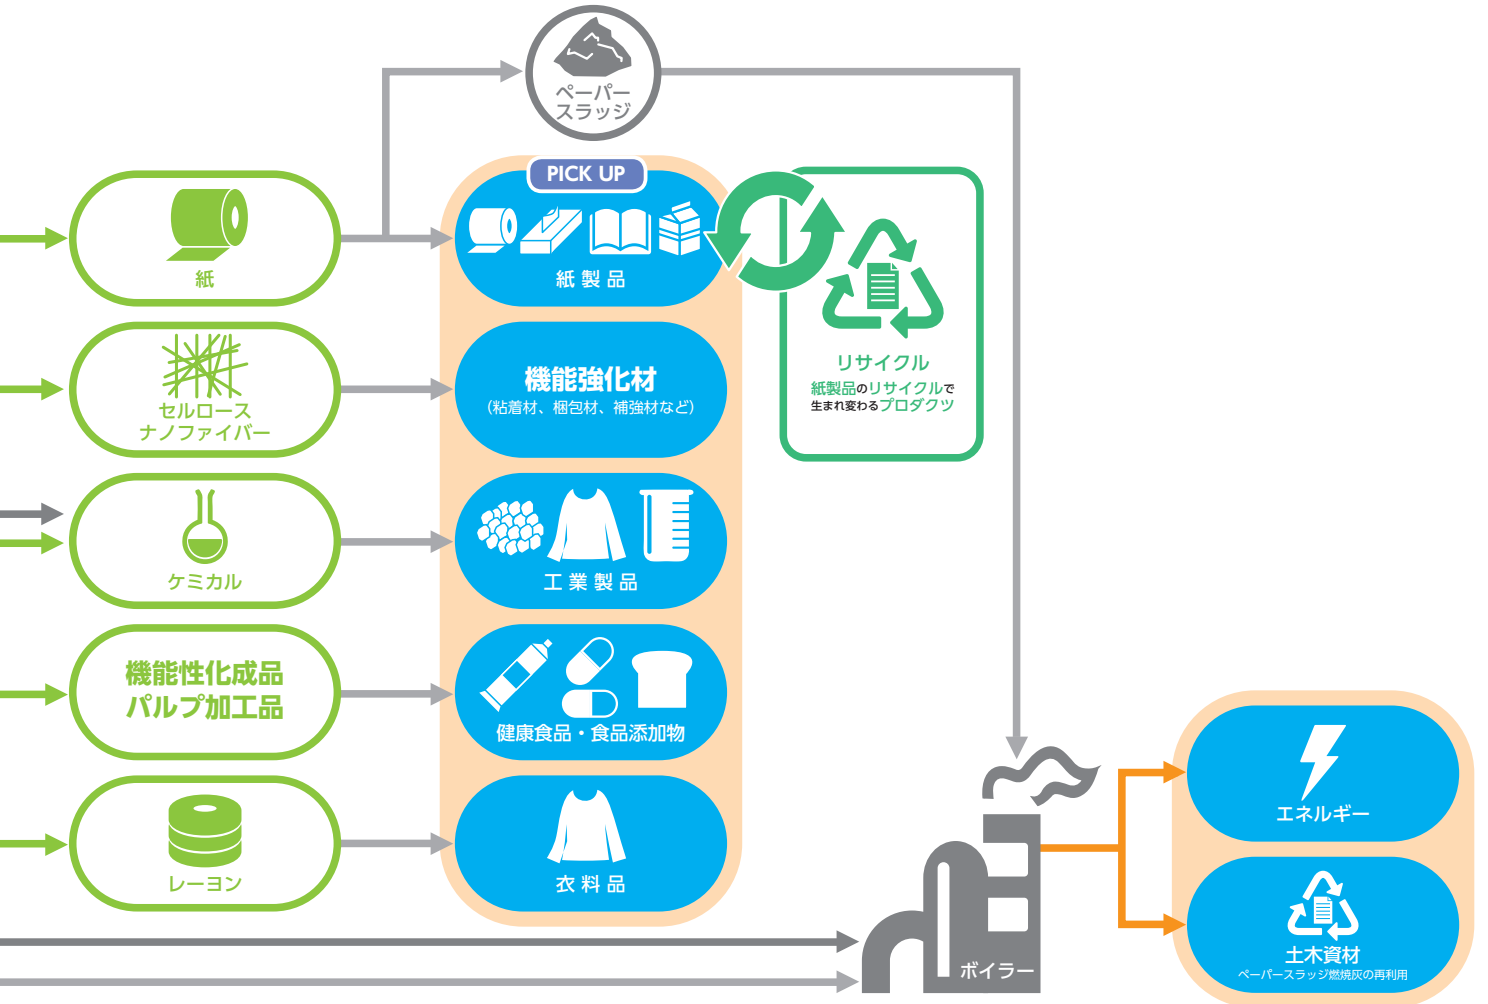 ペーパー
スラッジ
PICK UP
紙
紙製品
リサイクル
紙製品のリサイクルで
生まれ変わるプロダクツ
セルロース
ナノファイバー
機能強化材
(粘着材、梱包材、補強材など)
ケミカル
工業製品
機能性化成品
パルプ加工品
健康食品・食品添加物
レーヨン
衣料品
ボイラー
エネルギー
土木資材
ペーパースラッジ燃焼灰の再利用